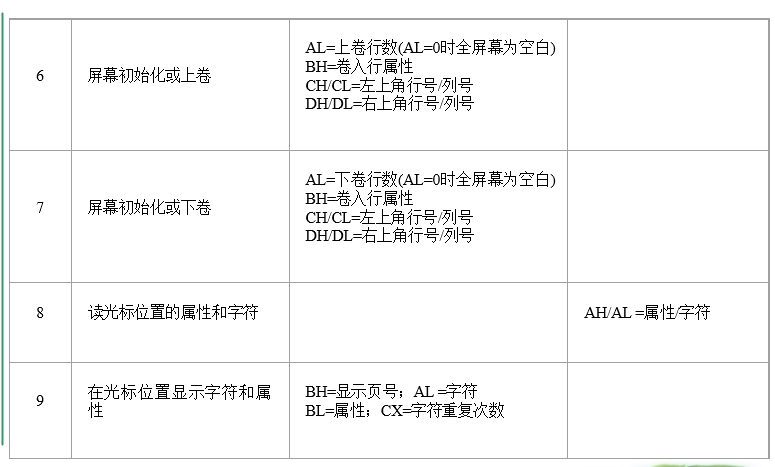 6
屏幕初始化或上卷
AL=上卷行数(AL=0时全屏幕为空白)
BH=卷入行属性
CH/CL=左上角行号/列号
DH/DL=右上角行号/列号
7
屏幕初始化或下卷
AL=下卷行数(AL=0时全屏幕为空白)
BH=卷入行属性
CH/CL=左上角行号/列号
DH/DL=右上角行号/列号
8
读光标位置的属性和字符
AH/AL =属性/字符
9
在光标位置显示字符和属
性
BH=显示页号；AL =字符
BL=属性；CX=字符重复次数